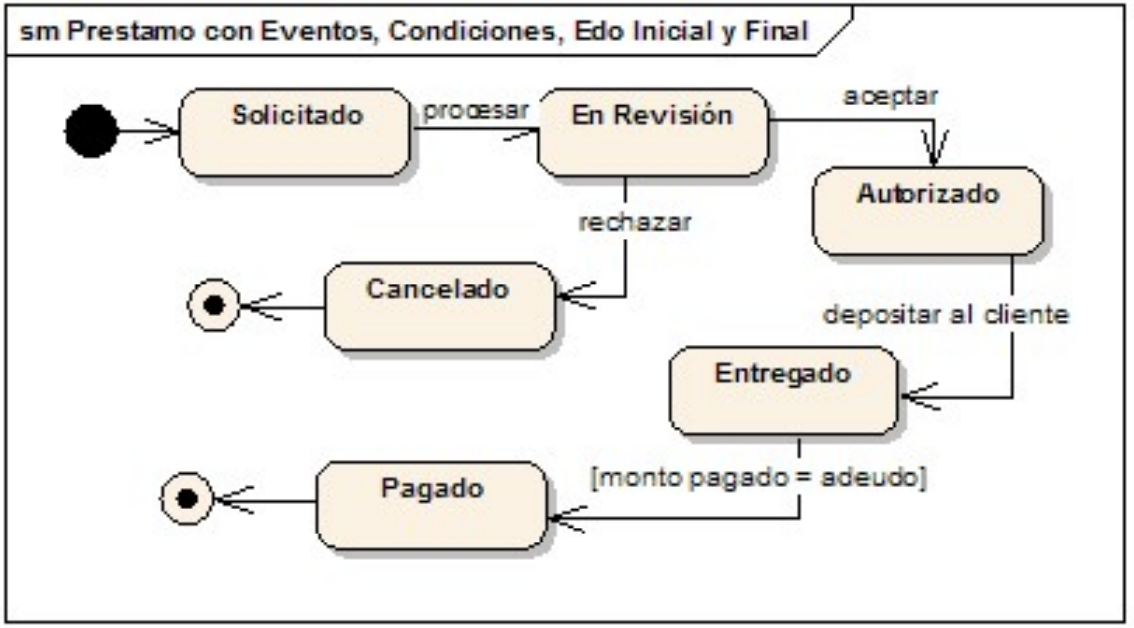 sm Prestamo con Eventos, Condiciones, Edo Inicial y Final
Solicitado
procesar
En Revisión
aceptar
Autorizado
rechazar
Cancelado
depositar al cliente
Entregado
[monto pagado = adeudo]
Pagado